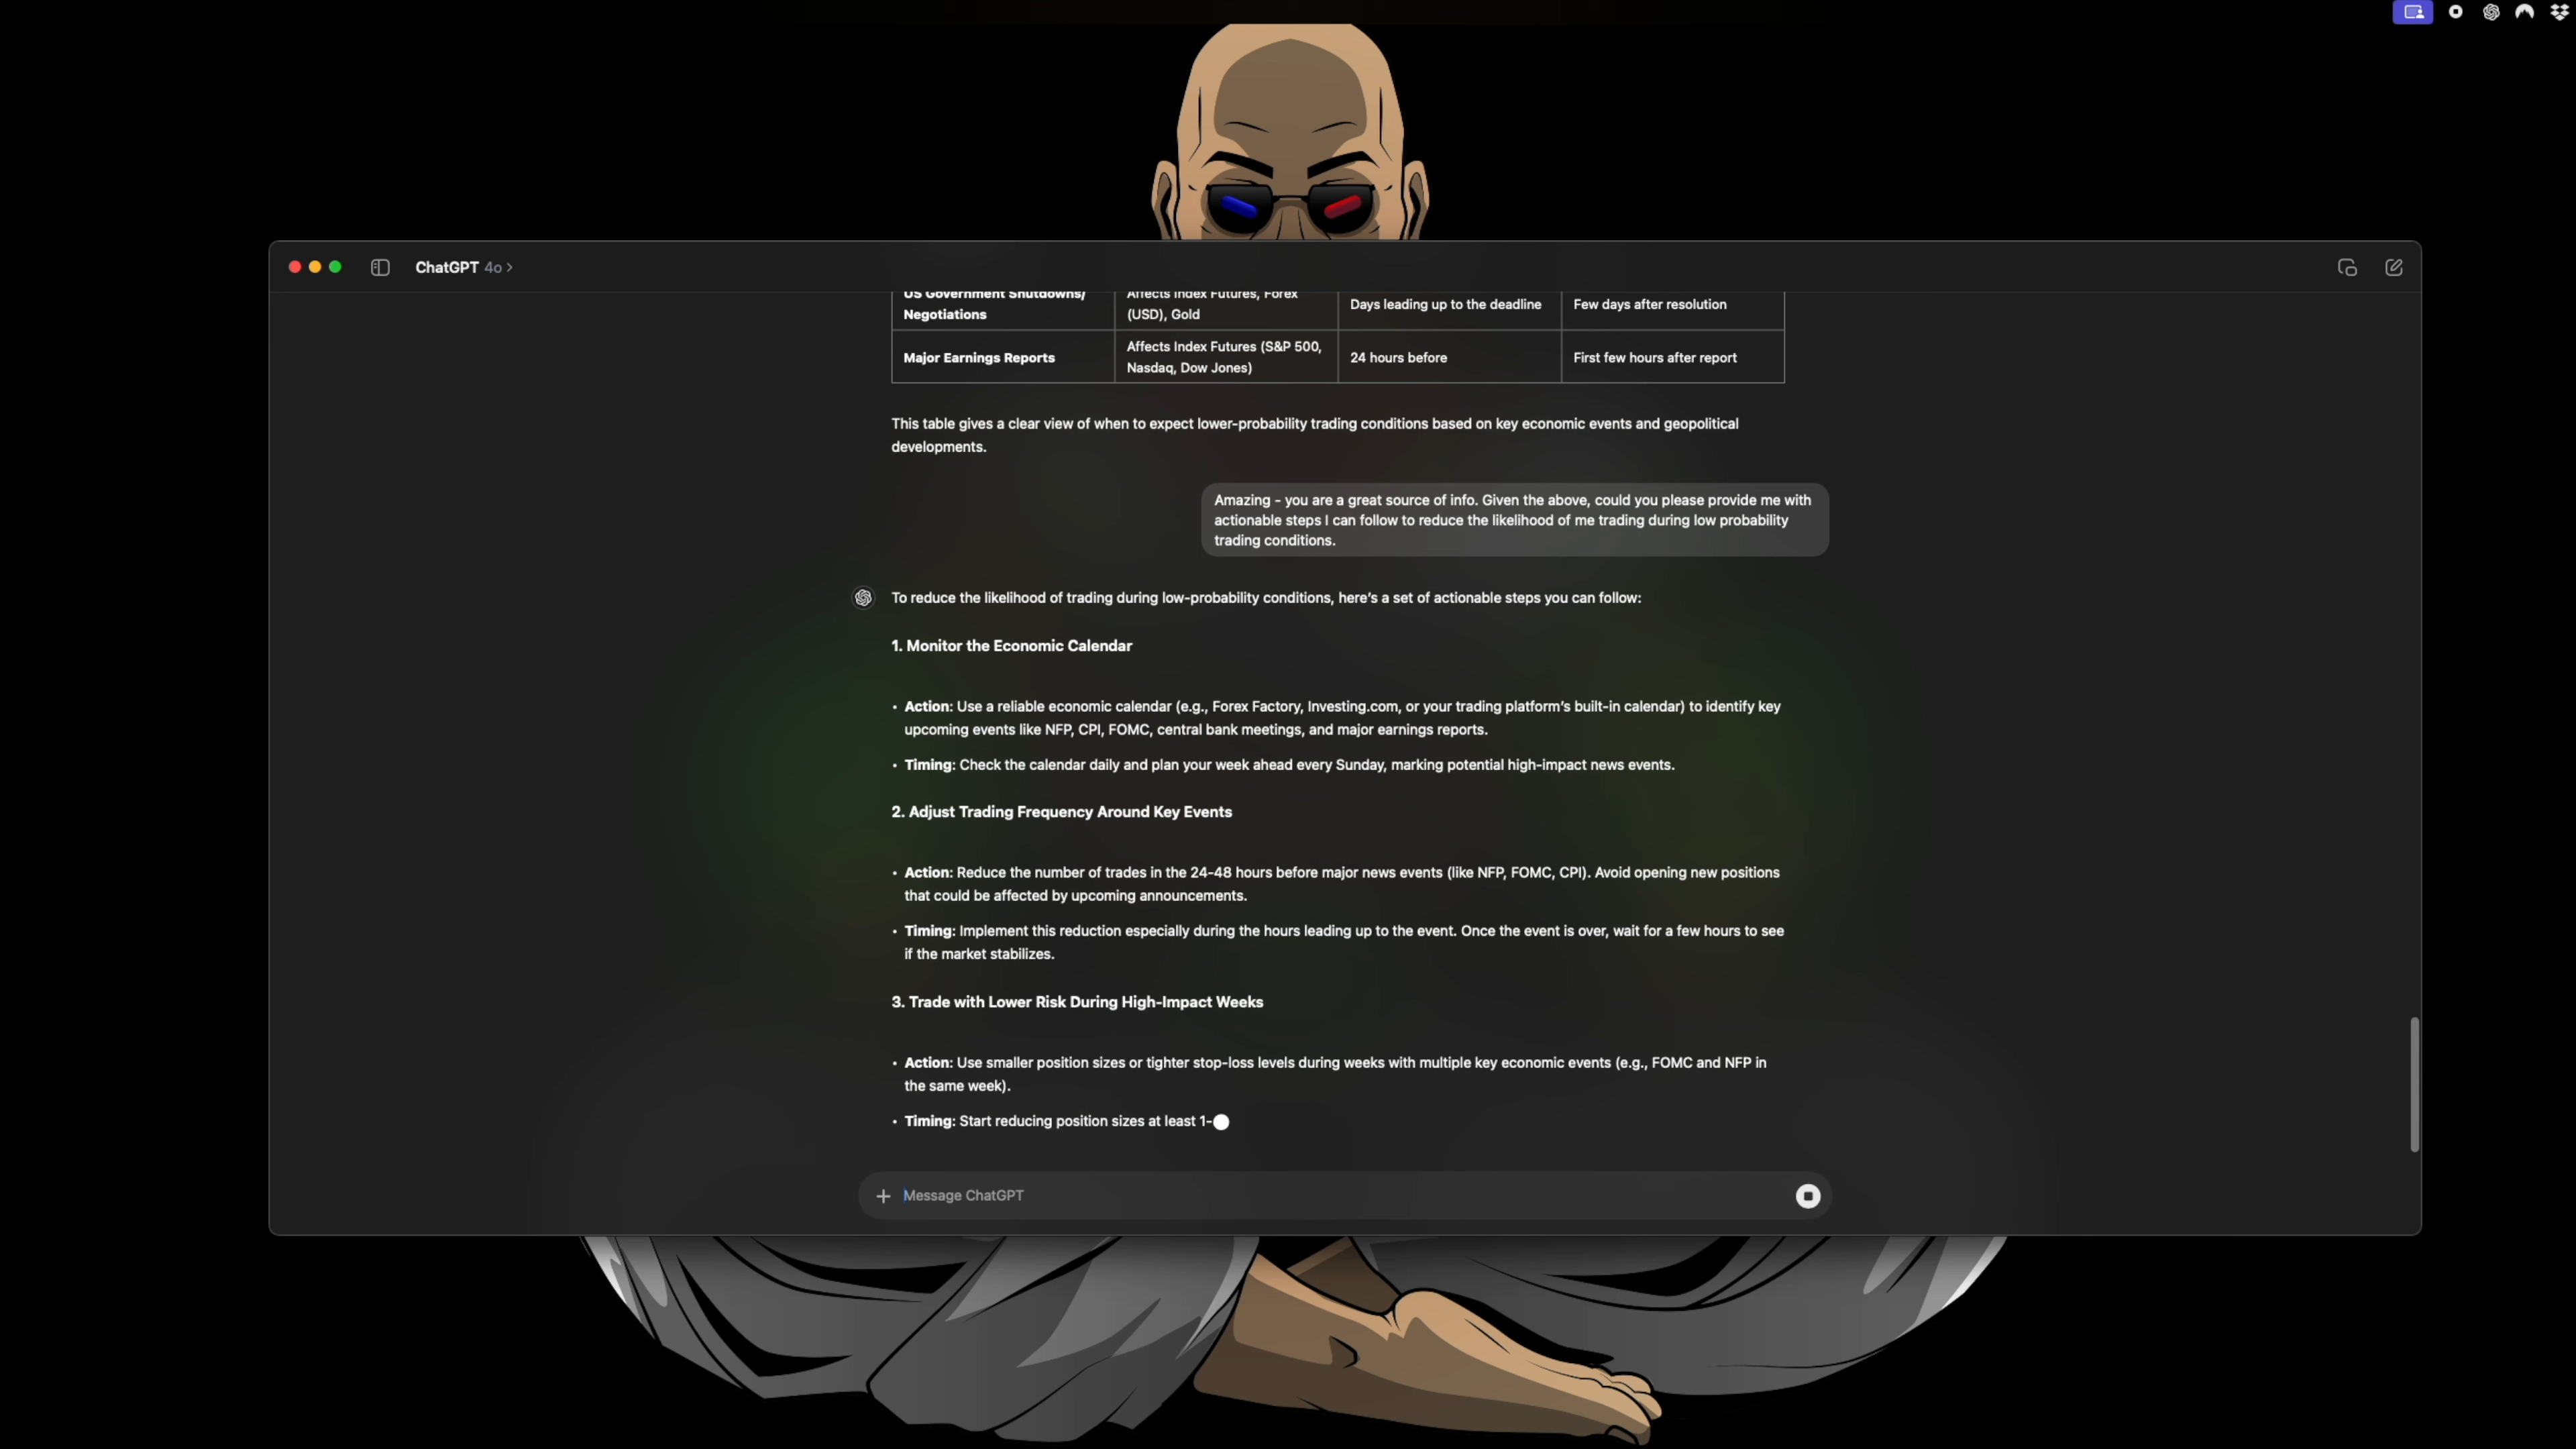 ChatGPT 4o >
US Government Shutdowns/
Negotiations
Affects Index Futures, Forex
(USD), Gold
Days leading up to the deadline
Few days after resolution
Major Earnings Reports
Affects Index Futures (S&P 500,
Nasdaq, Dow Jones)
24 hours before
First few hours after report
This table gives a clear view of when to expect lower-probability trading conditions based on key economic events and geopolitical
developments.
Amazing - you are a great source of info. Given the above, could you please provide me with
actionable steps I can follow to reduce the likelihood of me trading during low probability
trading conditions.
To reduce the likelihood of trading during low-probability conditions, here's a set of actionable steps you can follow:
1. Monitor the Economic Calendar
• Action: Use a reliable economic calendar (e.g., Forex Factory, Investing.com, or your trading platform's built-in calendar) to identify key
upcoming events like NFP, CPI, FOMC, central bank meetings, and major earnings reports.
• Timing: Check the calendar daily and plan your week ahead every Sunday, marking potential high-impact news events.
2. Adjust Trading Frequency Around Key Events
• Action: Reduce the number of trades in the 24-48 hours before major news events (like NFP, FOMC, CPI). Avoid opening new positions
that could be affected by upcoming announcements.
• Timing: Implement this reduction especially during the hours leading up to the event. Once the event is over, wait for a few hours to see
if the market stabilizes.
3. Trade with Lower Risk During High-Impact Weeks
• Action: Use smaller position sizes or tighter stop-loss levels during weeks with multiple key economic events (e.g., FOMC and NFP in
the same week).
• Timing: Start reducing position sizes at least 1-
Message ChatGPT